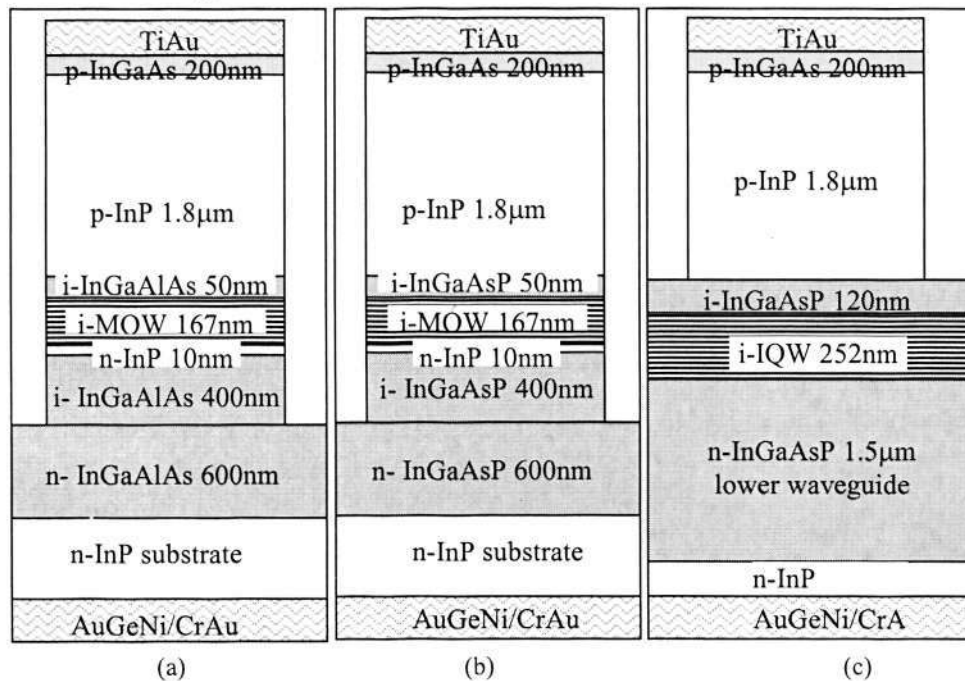 TiAu
p-InGaAs 200nm
p-InP 1.8μm
i-InGaAlAs 50nm
i-MQW 167nm
n-InP 10nm
i- InGaAlAs 400nm
n- InGaAlAs 600nm
n-InP substrate
AuGeNi/CrAu
(a)
TiAu
p-InGaAs 200nm
p-InP 1.8μm
i-InGaAsP 50nm
i-MQW 167nm
n-InP 10nm
i- InGaAsP 400nm
n- InGaAsP 600nm
n-InP substrate
AuGeNi/CrAu
(b)
TiAu
p-InGaAs 200nm
p-InP 1.8μm
i-InGaAsP 120nm
i-IQW 252nm
n-InGaAsP 1.5μm
lower waveguide
n-InP
AuGeNi/CrA
(c)